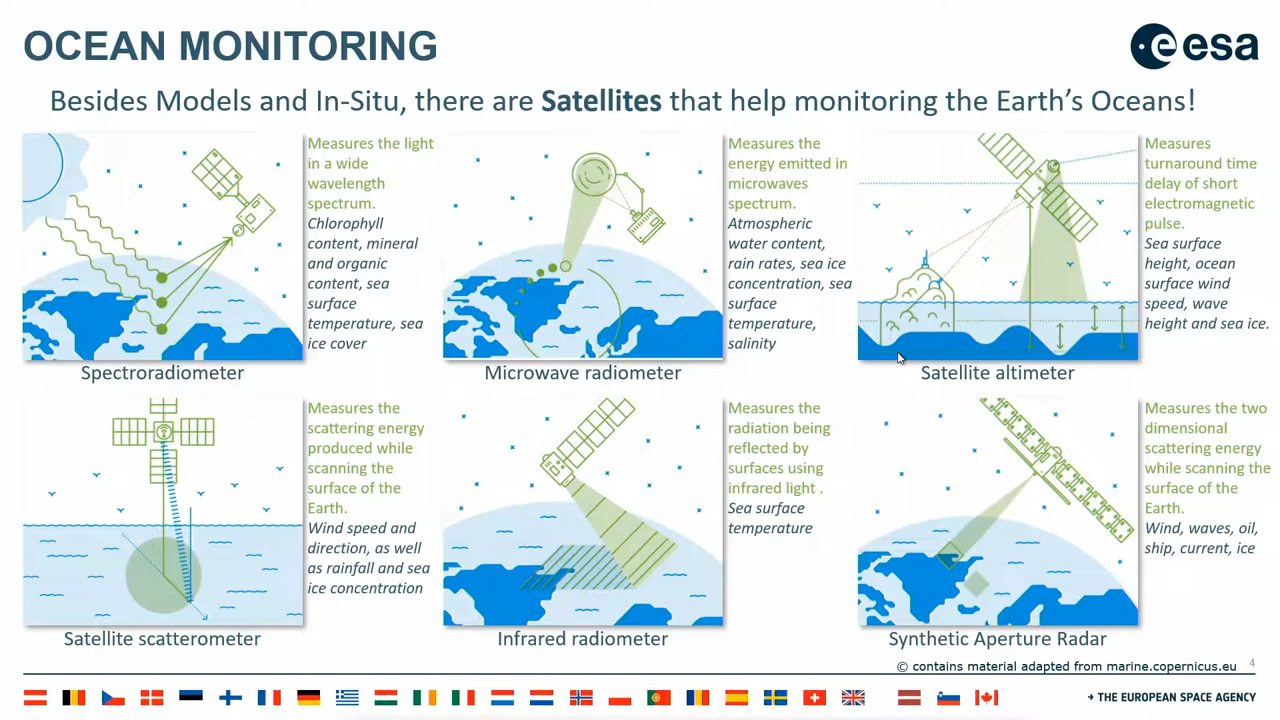 OCEAN MONITORING
esa
Besides Models and In-Situ, there are Satellites that help monitoring the Earth's Oceans!
Measures the light
in a wide
wavelength
spectrum.
Chlorophyll
content, mineral
and organic
content, sea
surface
temperature, sea
ice cover
Spectroradiometer
Measures the
energy emitted in
microwaves
spectrum.
Atmospheric
water content,
rain rates, sea ice
concentration, sea
surface
temperature,
salinity
Microwave radiometer
Measures
turnaround time
delay of short
electromagnetic
pulse.
Sea surface
height, ocean
surface wind
speed, wave
height and sea ice.
Satellite altimeter
Measures the
scattering energy
produced while
scanning the
surface of the
Earth.
Wind speed and
direction, as well
as rainfall and sea
ice concentration
Satellite scatterometer
Measures the
radiation being
reflected by
surfaces using
infrared light .
Sea surface
temperature
Infrared radiometer
Measures the two
dimensional
scattering energy
while scanning the
surface of the
Earth.
Wind, waves, oil,
ship, current, ice
Synthetic Aperture Radar
© contains material adapted from marine.copernicus.eu
4
→ THE EUROPEAN SPACE AGENCY